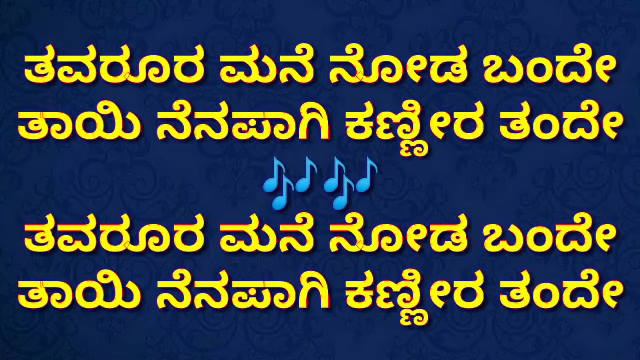 ತವರೂರ ಮನೆ ನೋಡ ಬಂದೇ
ತಾಯಿ ನೆನಪಾಗಿ ಕಣ್ಣೀರ ತಂದೇ
🎶🎶
ತವರೂರ ಮನೆ ನೋಡ ಬಂದೇ
ತಾಯಿ ನೆನಪಾಗಿ ಕಣ್ಣೀರ ತಂದೇ